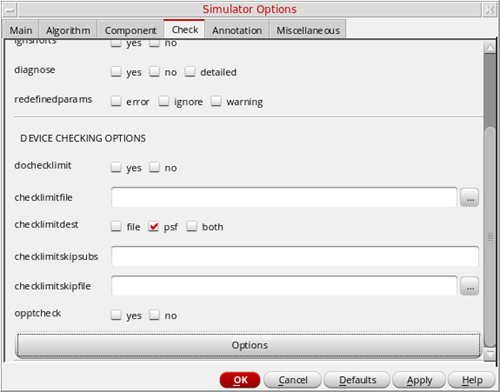 Simulator Options
Main Algorithm Component Check Annotation Miscellaneous
ignshorts yes no
diagnose yes no detailed
redefinedparams error ignore warning
DEVICE CHECKING OPTIONS
dochecklimit yes no
checklimitfile ...
checklimitdest file psf both
checklimitskipsubs
checklimitskipfile ...
opptcheck yes no
Options
OK Cancel Defaults Apply Help